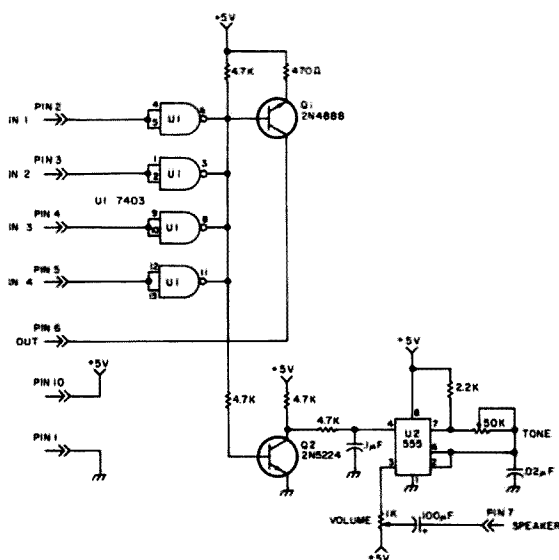 +5V
4.7K
470Ω
Q1
2N4888
IN 1
PIN 2
4
5
U1
6
IN 2
PIN 3
1
2
U1
3
U1 7403
IN 3
PIN 4
9
10
U1
8
IN 4
PIN 5
12
13
U1
11
OUT
PIN 6
+5V
PIN 10
PIN 1
4.7K
+5V
4.7K
Q2
2N5224
4.7K
.1µF
+5V
8
4
7
U2
555
6
2
3
1
2.2K
50K
TONE
.02µF
VOLUME
1K
+5V
100µF
+
PIN 7
SPEAKER